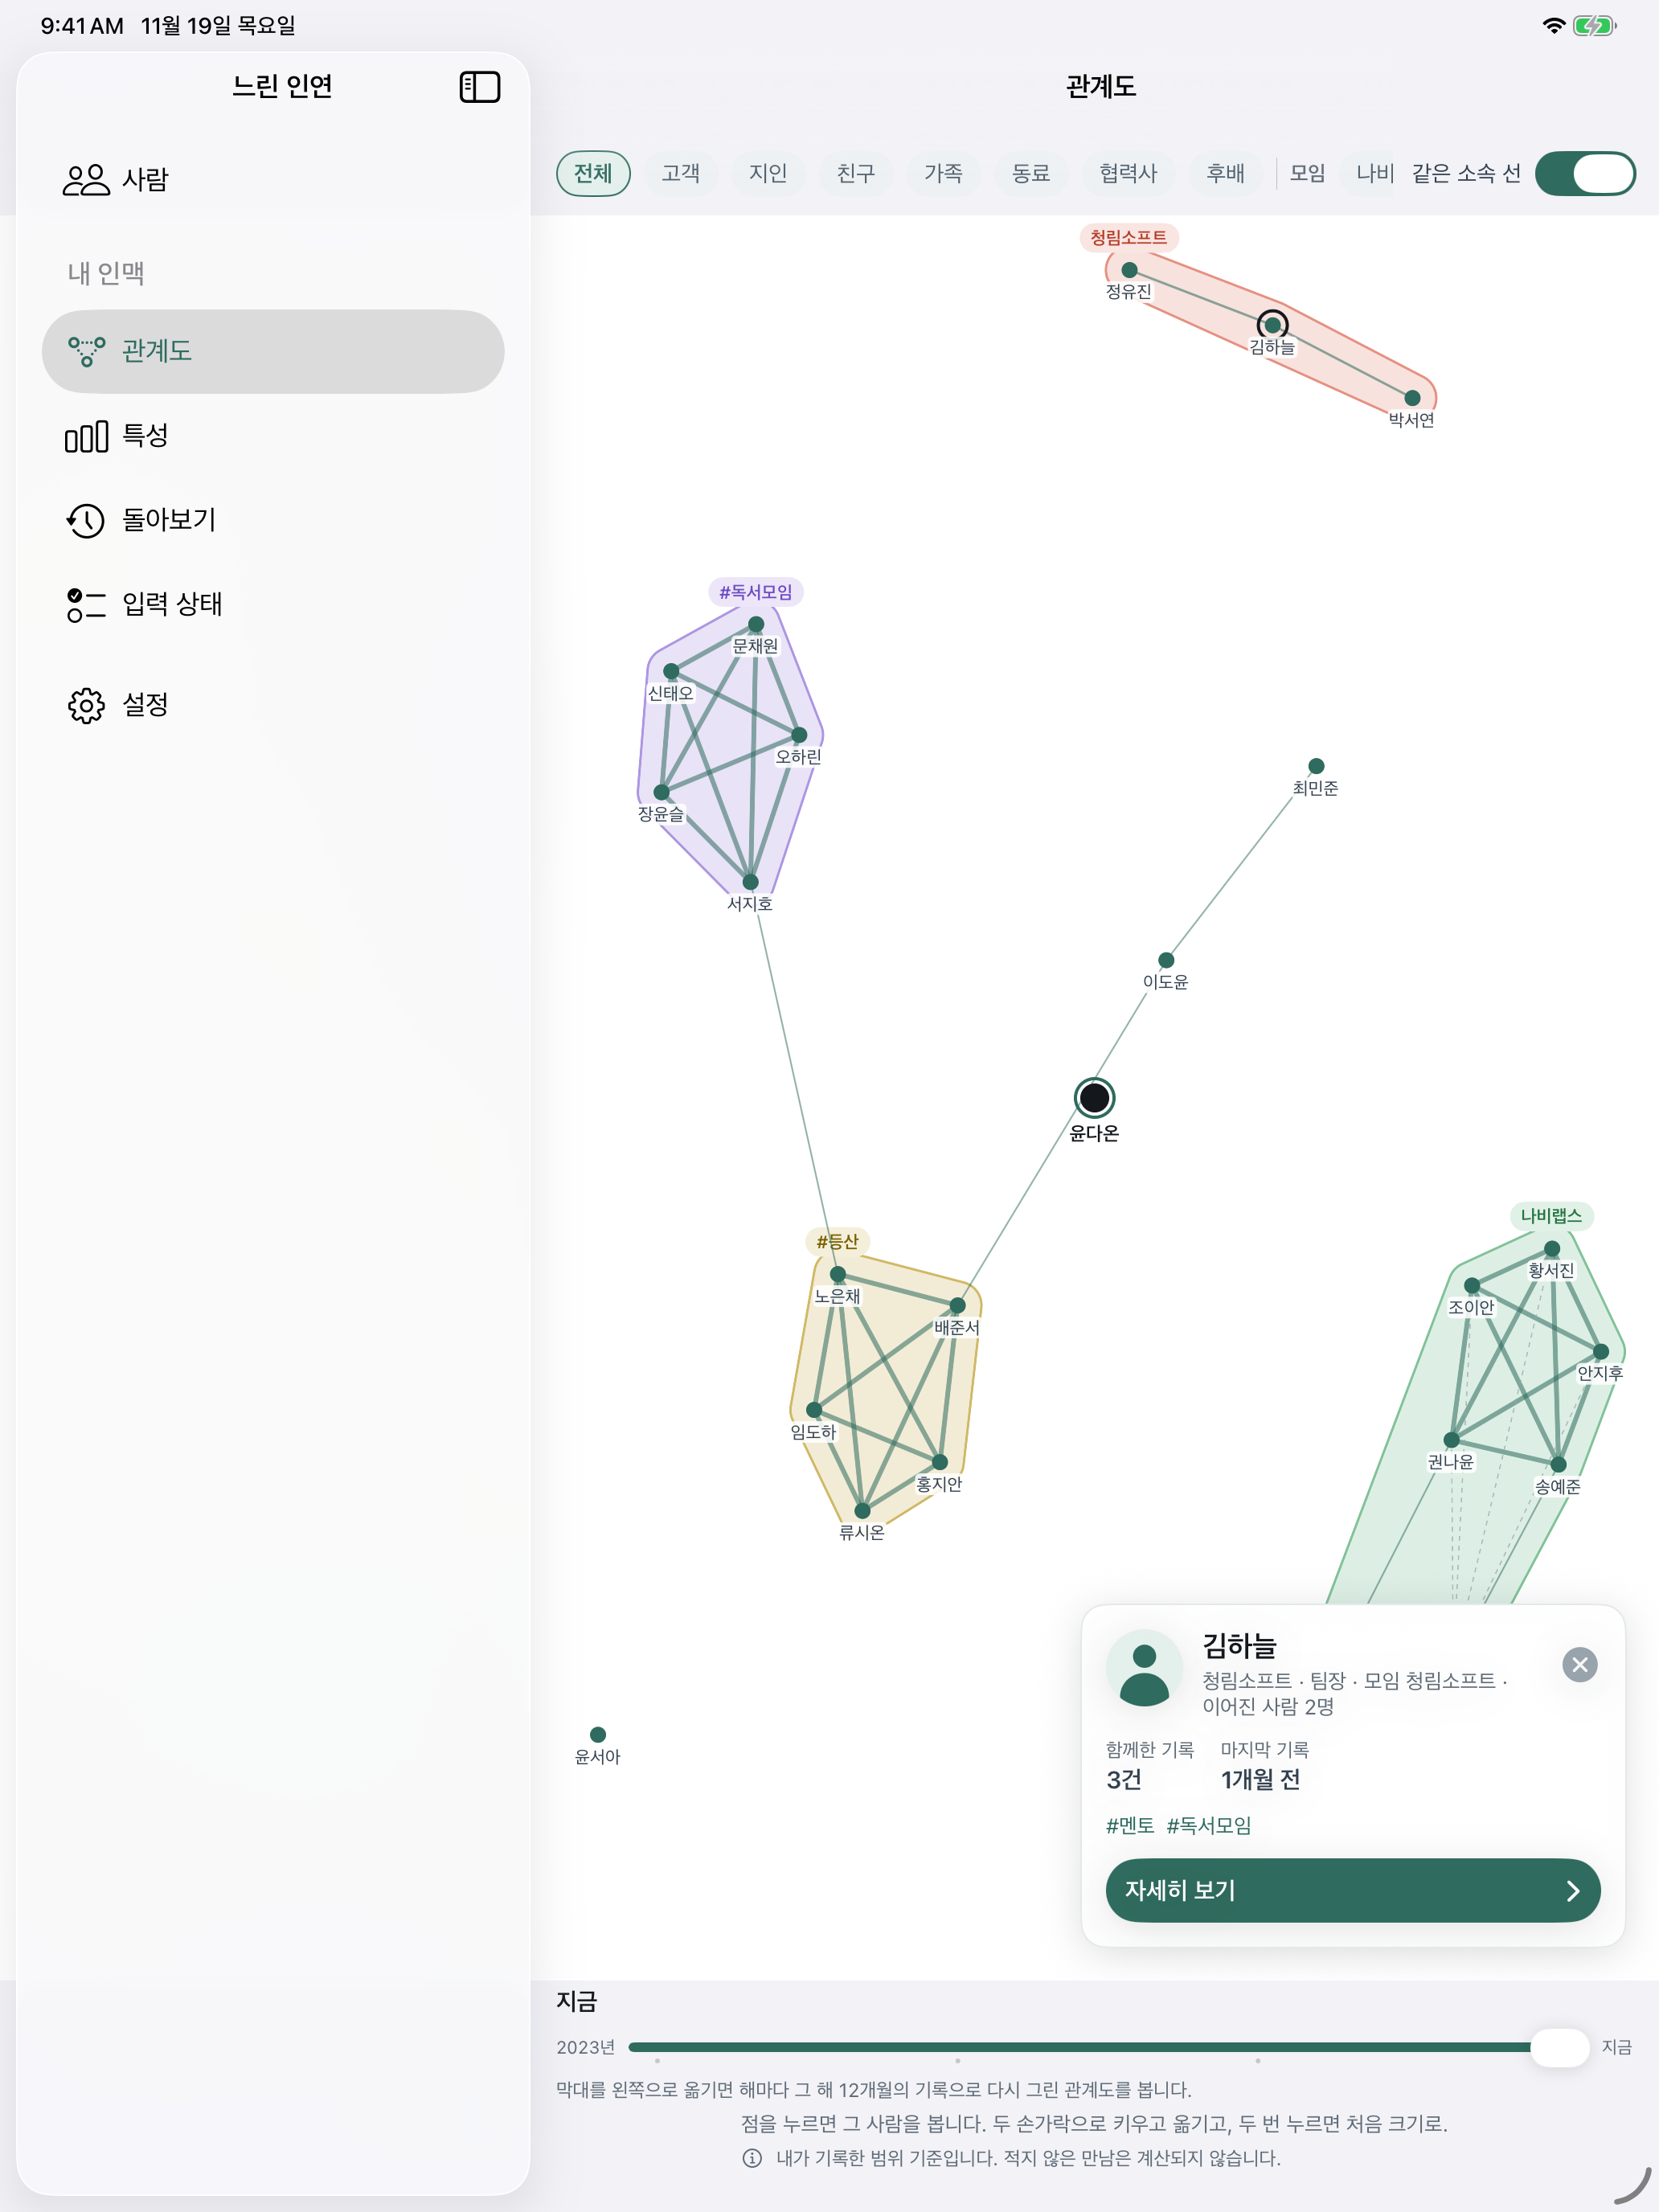 9:41 AM 11월 19일 목요일
느린 인연
사람
내 인맥
관계도
특성
돌아보기
입력 상태
설정
관계도
전체 고객 지인 친구 가족 동료 협력사 후배 모임 나비 같은 소속 선
청림소프트
정유진
김하늘
박서연
#독서모임
문채원
신태오
오하린
장윤슬
서지호
최민준
이도윤
윤다온
#등산
노은채
배준서
임도하
홍지안
류시온
나비랩스
황서진
조이안
안지후
권나윤
송예준
윤서아
김하늘
청림소프트 · 팀장 · 모임 청림소프트 ·
이어진 사람 2명
함께한 기록 마지막 기록
3건 1개월 전
#멘토 #독서모임
자세히 보기
지금
2023년 지금
막대를 왼쪽으로 옮기면 해마다 그 해 12개월의 기록으로 다시 그린 관계도를 봅니다.
점을 누르면 그 사람을 봅니다. 두 손가락으로 키우고 옮기고, 두 번 누르면 처음 크기로.
내가 기록한 범위 기준입니다. 적지 않은 만남은 계산되지 않습니다.